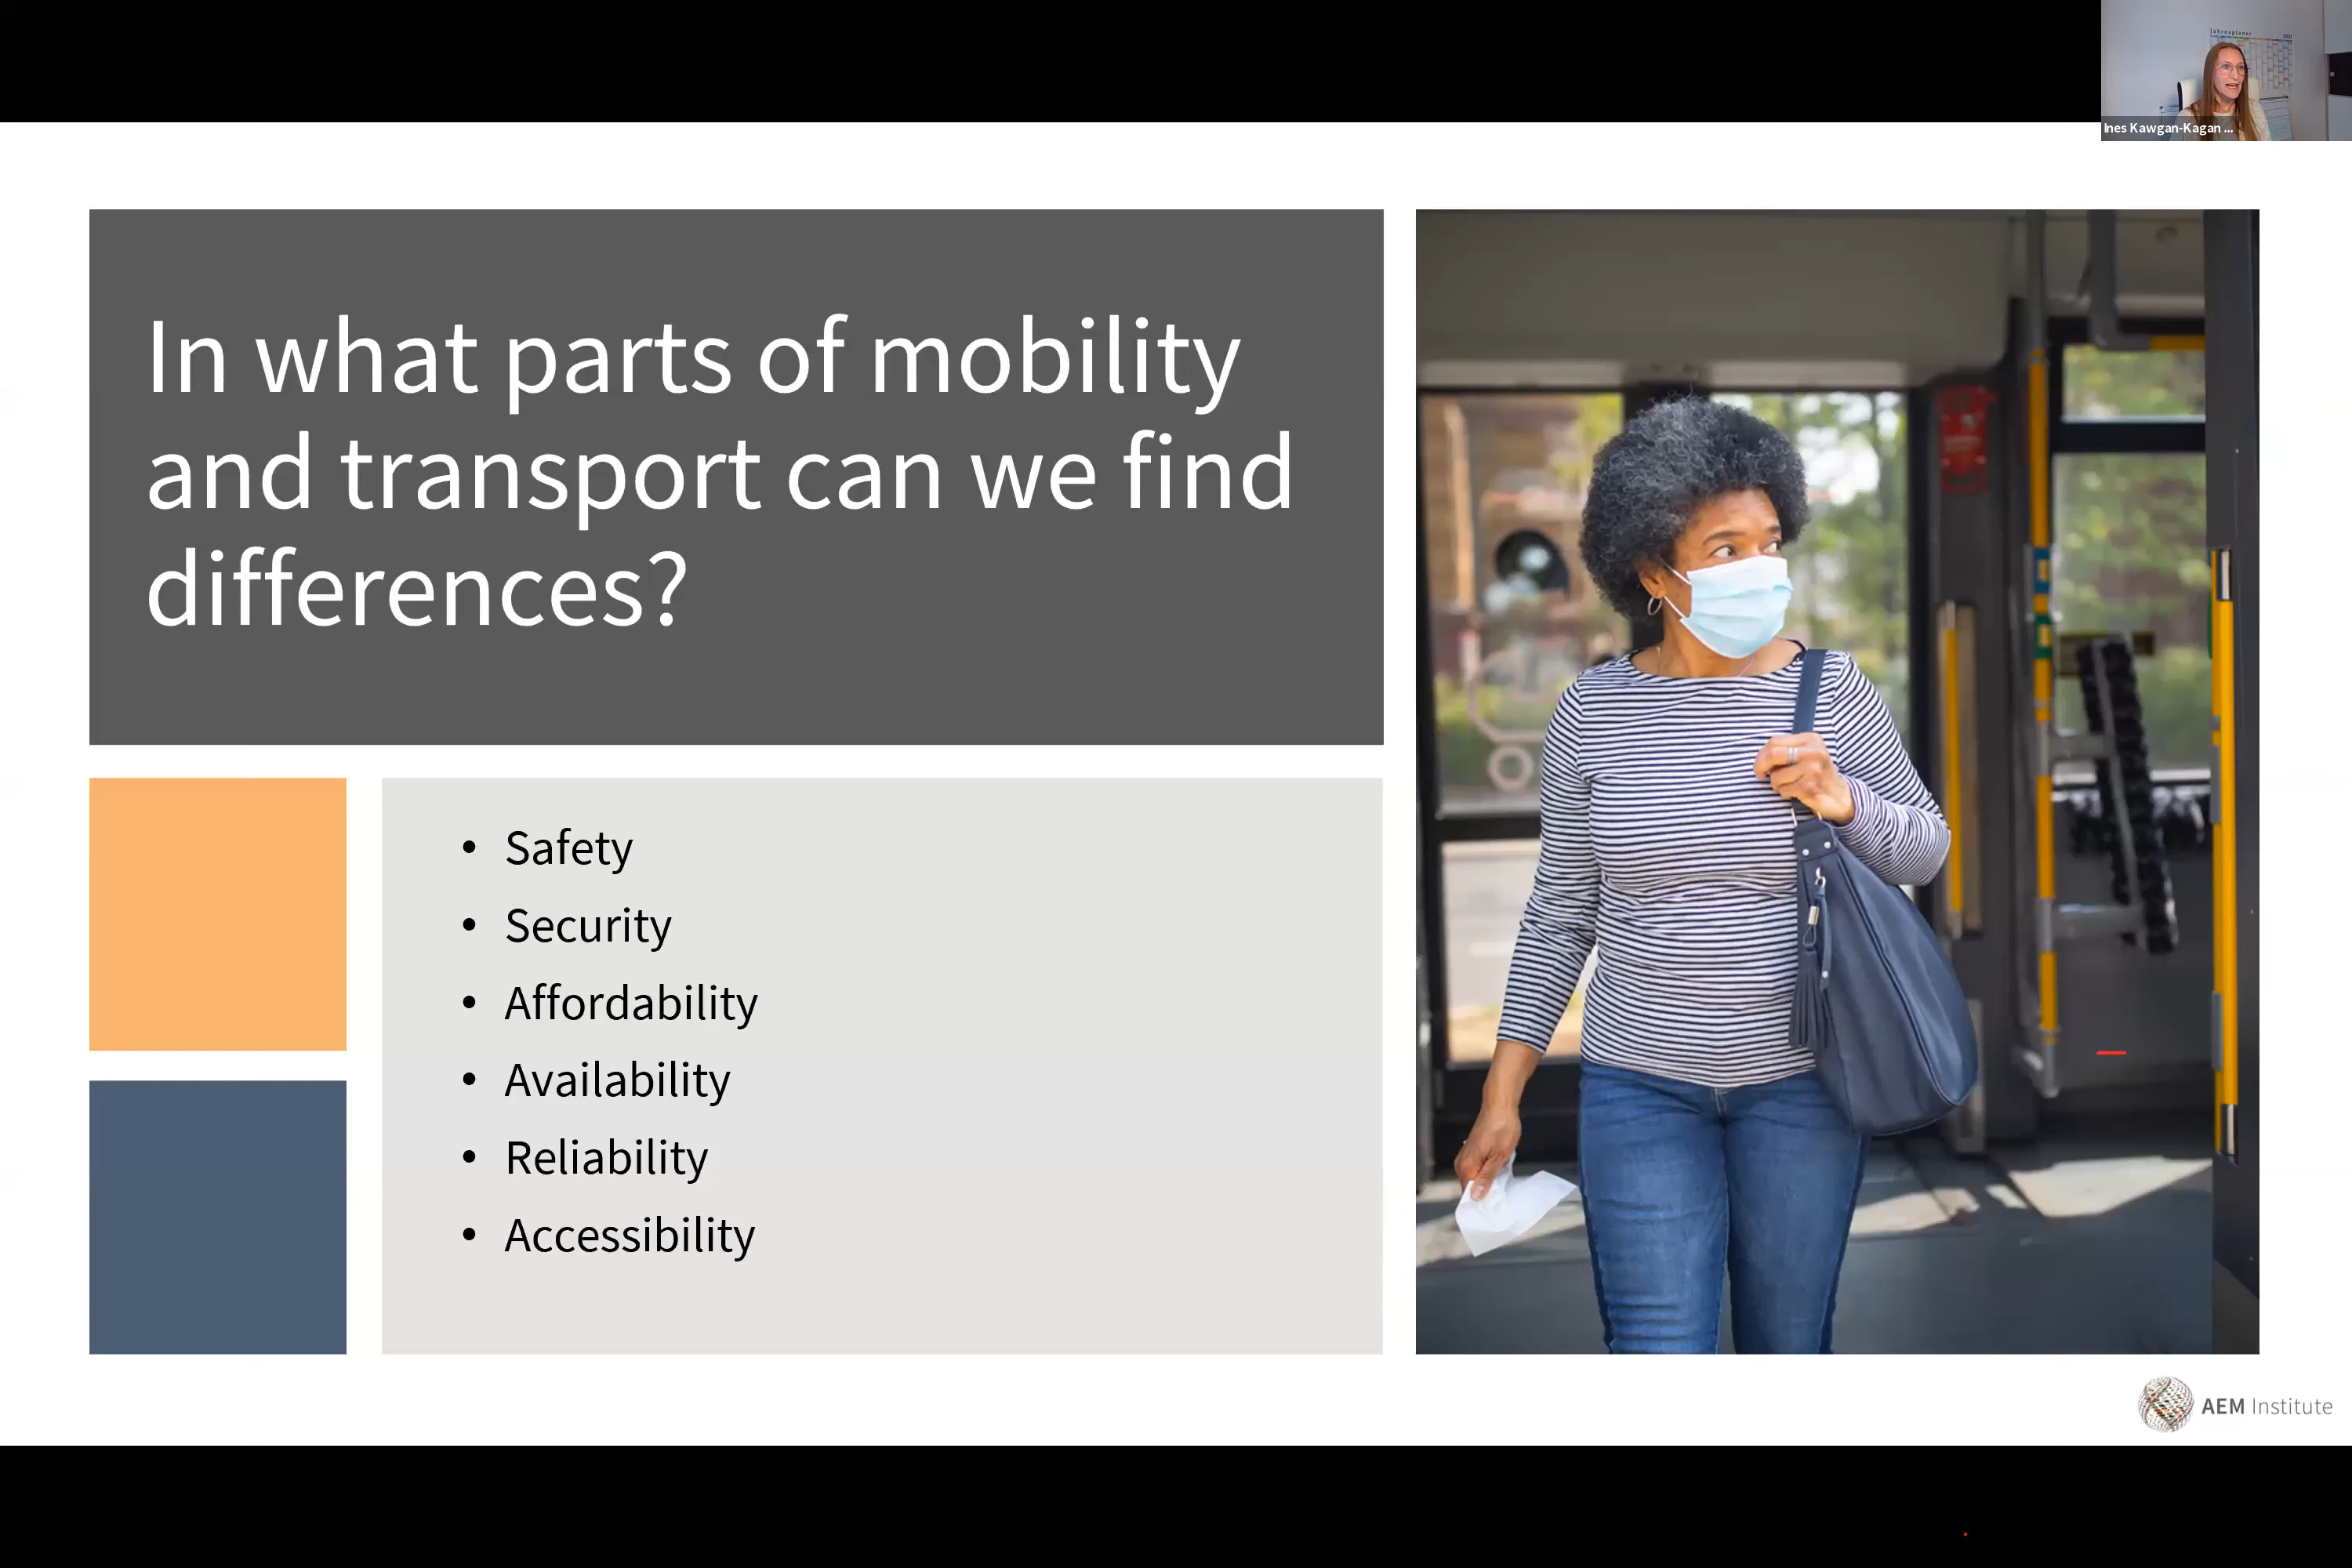 Jahresplaner
Ines Kawgan-Kagan ...
In what parts of mobility
and transport can we find
differences?
• Safety
• Security
• Affordability
• Availability
• Reliability
• Accessibility
AEM Institute